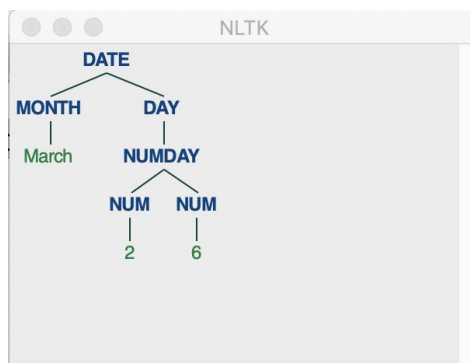 NLTK
DATE
MONTH DAY
March NUMDAY
NUM NUM
2 6